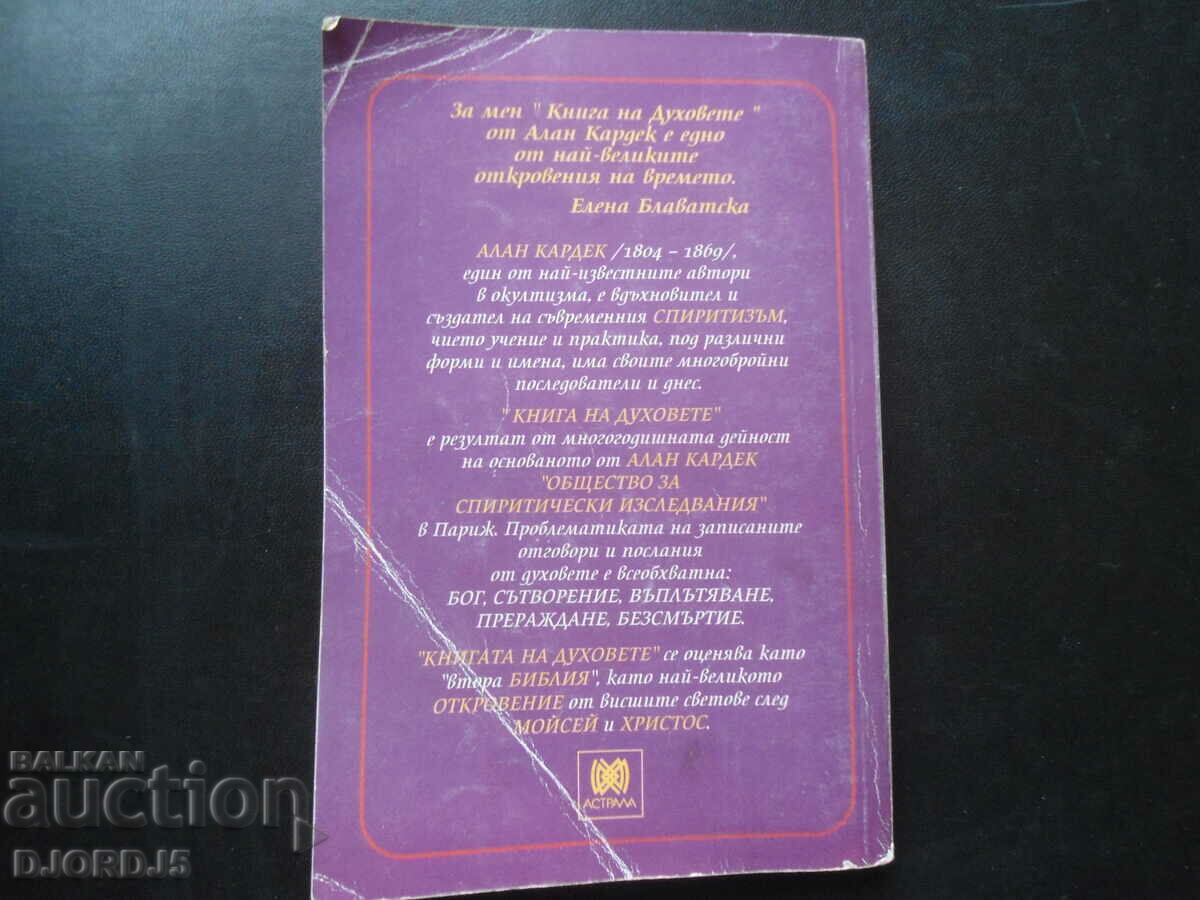 За мен " Книга на Духовете "
от Алан Кардек е едно
от най-великите
откровения на времето.
Елена Блаватска
АЛАН КАРДЕК /1804 – 1869/,
един от най-известните автори
в окултизма, е вдъхновител и
създател на съвременния СПИРИТИЗЪМ,
чието учение и практика, под различни
форми и имена, има своите многобройни
последователи и днес.
" КНИГА НА ДУХОВЕТЕ"
е резултат от многогодишната дейност
на основаното от АЛАН КАРДЕК
"ОБЩЕСТВО ЗА
СПИРИТИЧЕСКИ ИЗСЛЕДВАНИЯ"
в Париж. Проблематиката на записаните
отговори и послания
от духовете е всеобхватна:
БОГ, СЪТВОРЕНИЕ, ВЪПЛЪТЯВАНЕ,
ПРЕРАЖДАНЕ, БЕЗСМЪРТИЕ.
"КНИГАТА НА ДУХОВЕТЕ" се оценява като
"втора БИБЛИЯ", като най-великото
ОТКРОВЕНИЕ от висшите светове след
МОЙСЕЙ и ХРИСТОС.
АСТРАЛА
BALKAN
auction
DJORD_J5